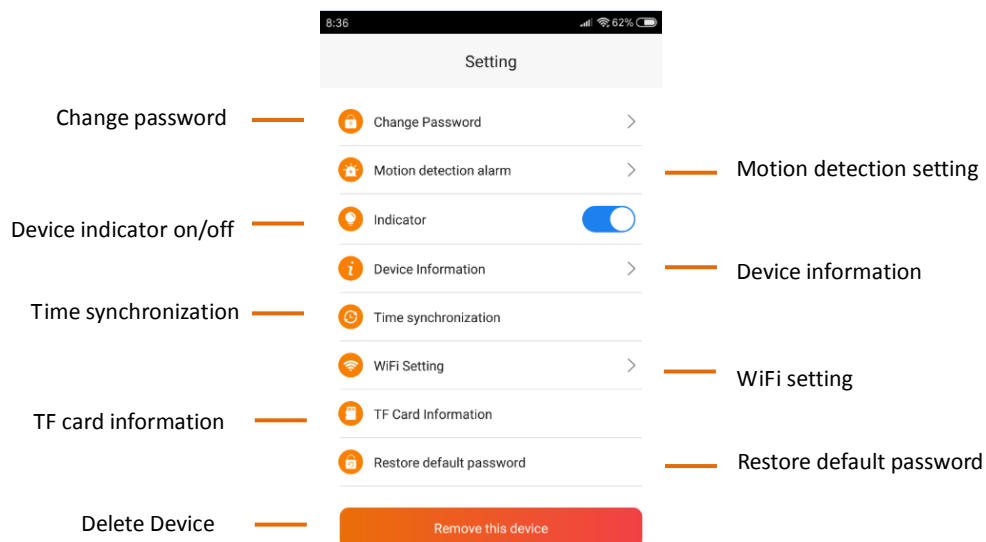 8:36
62%
Setting
Change password
Change Password
Motion detection alarm
Motion detection setting
Device indicator on/off
Indicator
Device Information
Device information
Time synchronization
Time synchronization
WiFi Setting
WiFi setting
TF card information
TF Card Information
Restore default password
Restore default password
Delete Device
Remove this device